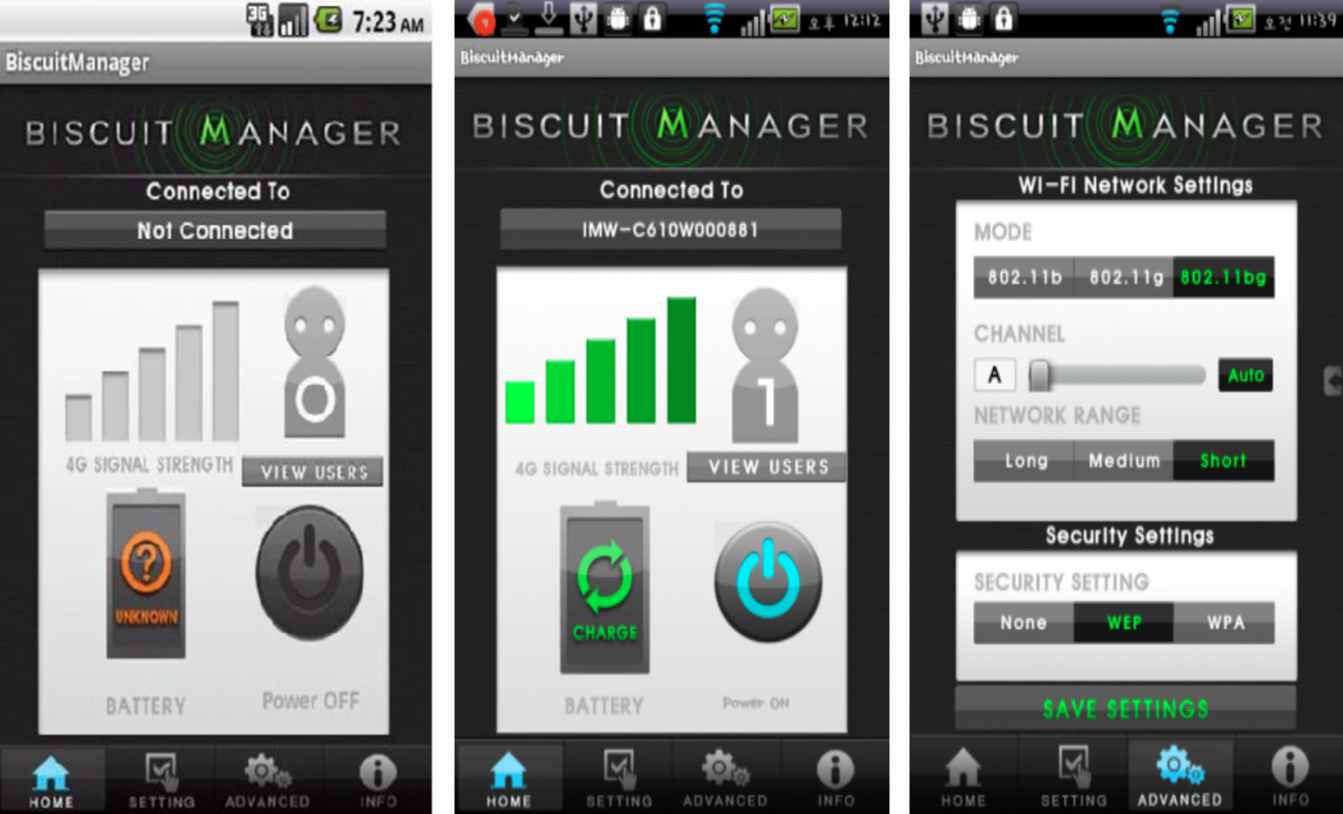 3G
7:23 AM
BiscuitManager
BISCUIT MANAGER
Connected To
Not Connected
0
4G SIGNAL STRENGTH
VIEW USERS
?
UNKNOWN
BATTERY
Power OFF
HOME
SETTING
ADVANCED
INFO
오후 12:12
BiscuitManager
BISCUIT MANAGER
Connected To
IMW-C610W000881
1
4G SIGNAL STRENGTH
VIEW USERS
CHARGE
BATTERY
Power ON
HOME
SETTING
ADVANCED
INFO
오전 11:39
BiscuitManager
BISCUIT MANAGER
WI-FI Network Settings
MODE
802.11b 802.11g 802.11bg
CHANNEL
A Auto
NETWORK RANGE
Long Medium Short
Security Settings
SECURITY SETTING
None WEP WPA
SAVE SETTINGS
HOME
SETTING
ADVANCED
INFO